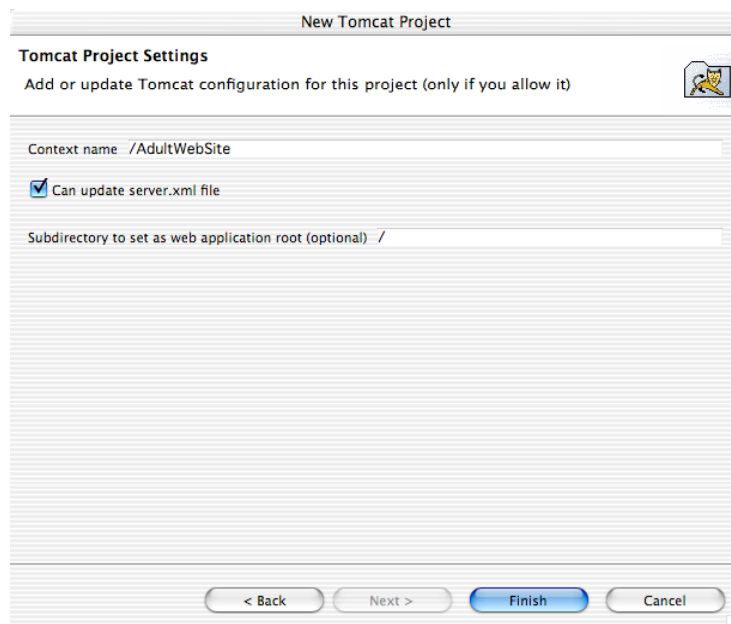 New Tomcat Project
Tomcat Project Settings
Add or update Tomcat configuration for this project (only if you allow it)
Context name /AdultWebSite
Can update server.xml file
Subdirectory to set as web application root (optional) /
< Back Next > Finish Cancel